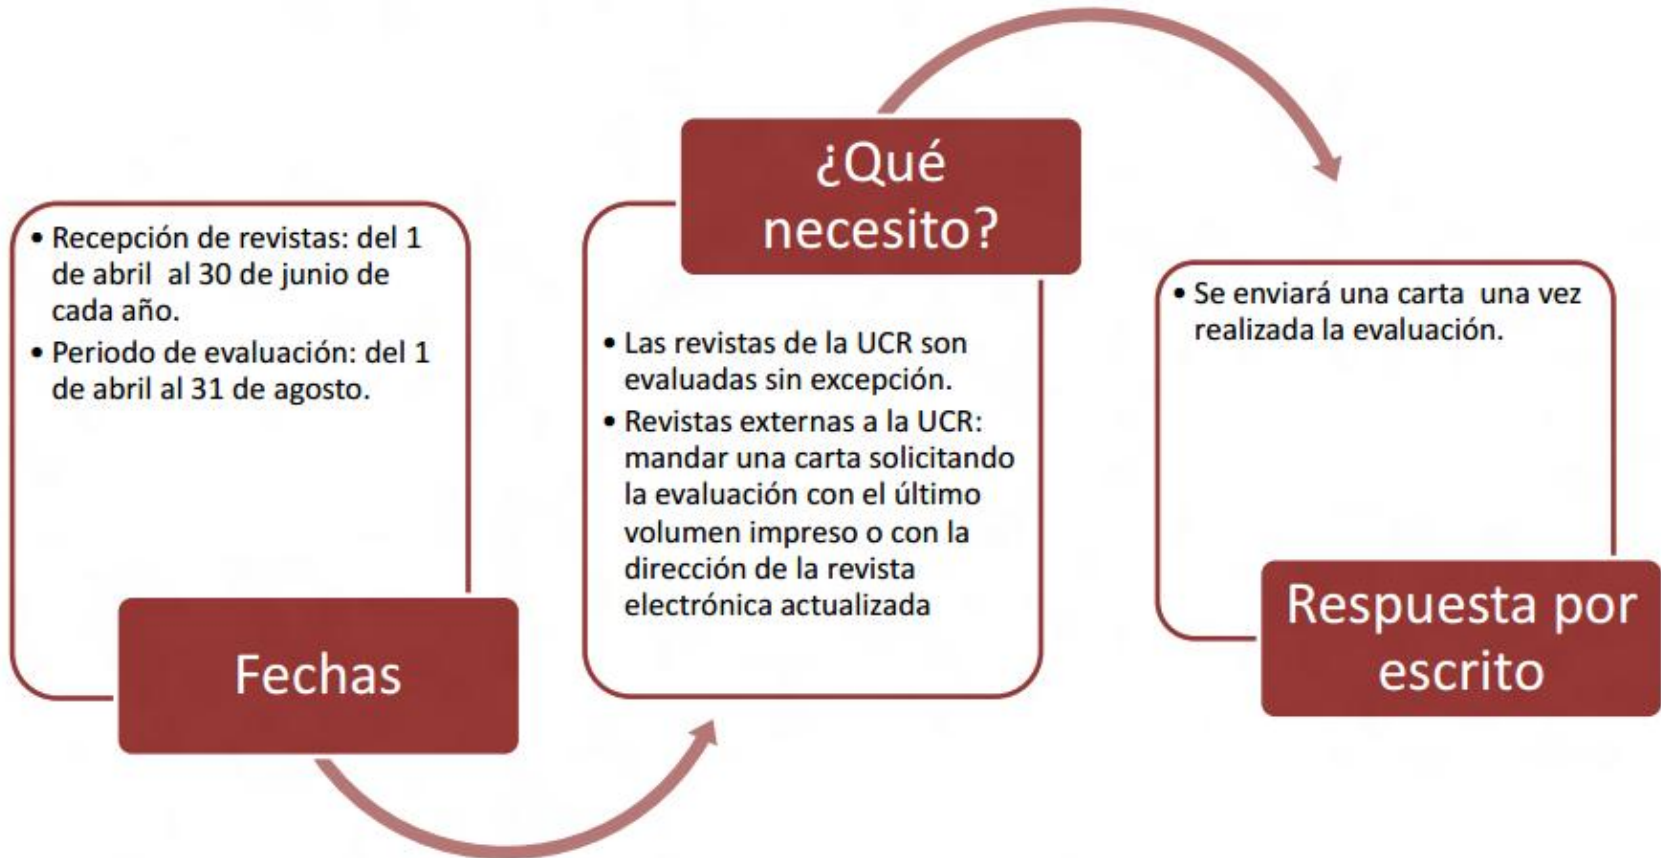 • Recepción de revistas: del 1
de abril  al 30 de junio de
cada año.
• Periodo de evaluación: del 1
de abril al 31 de agosto.
Fechas
¿Qué
necesito?
• Las revistas de la UCR son
evaluadas sin excepción.
• Revistas externas a la UCR:
mandar una carta solicitando
la evaluación con el último
volumen impreso o con la
dirección de la revista
electrónica actualizada
• Se enviará una carta  una vez
realizada la evaluación.
Respuesta por
escrito